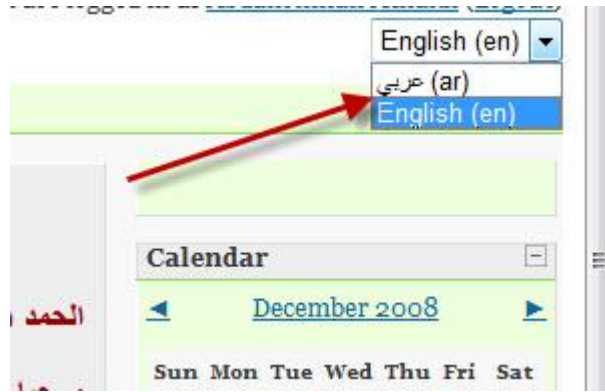 English (en)
عربي (ar)
English (en)
Calendar
◄ December 2008 ►
الحمد
Sun Mon Tue Wed Thu Fri Sat